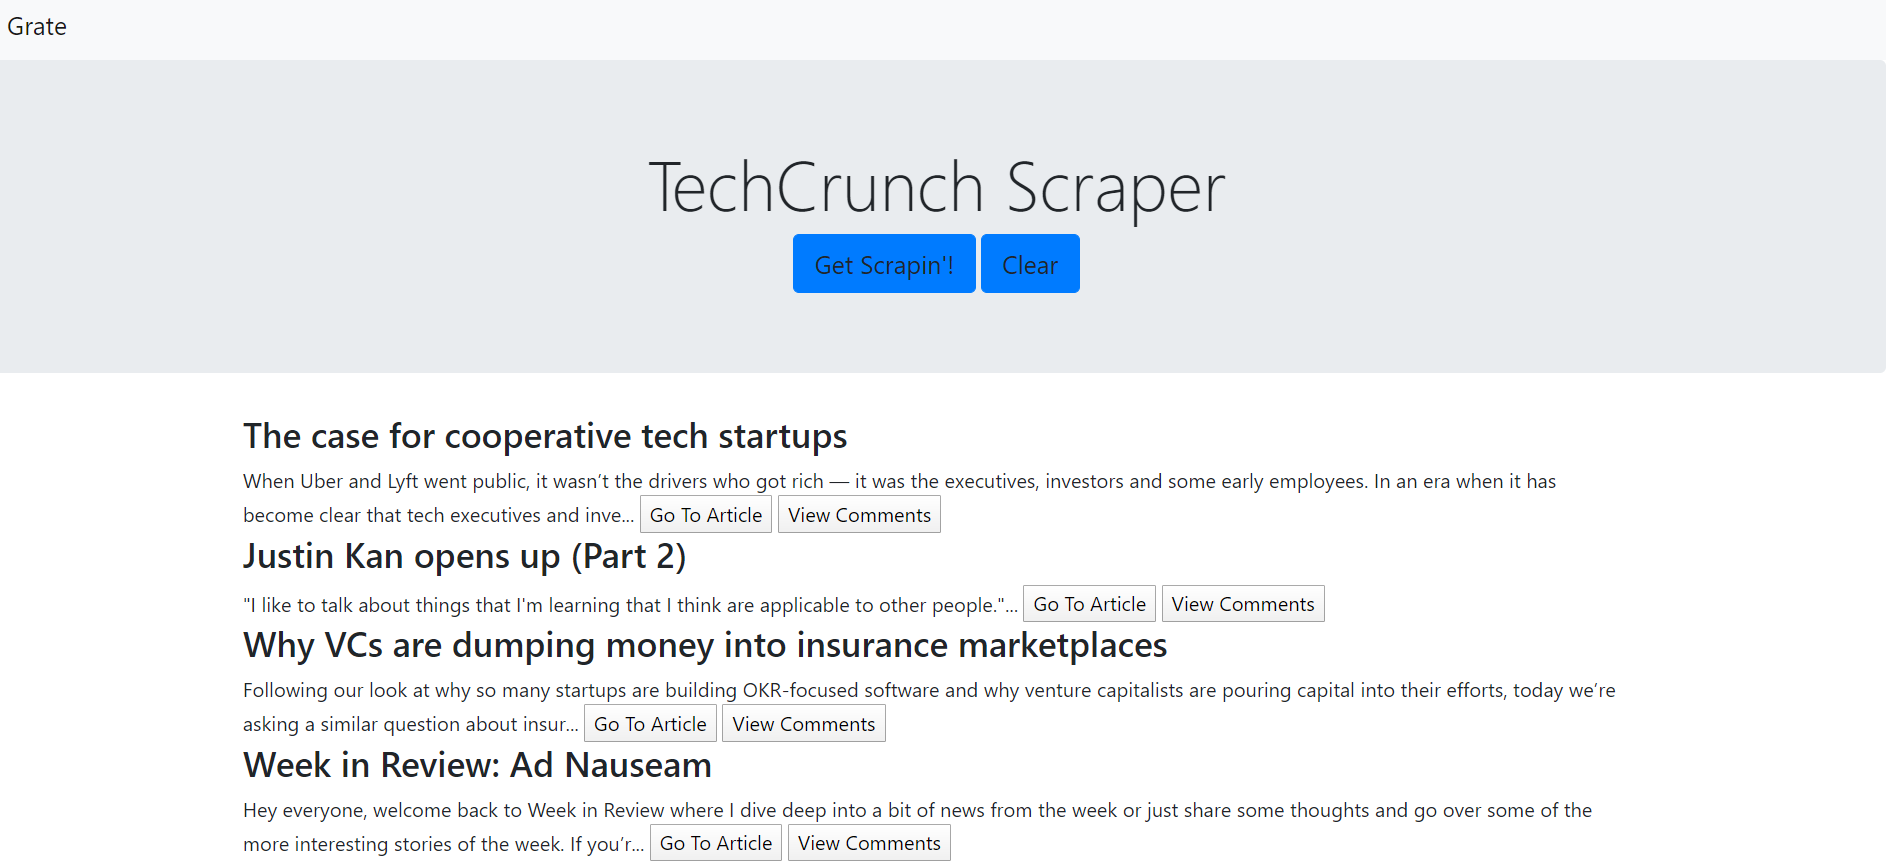 Grate
TechCrunch Scraper
Get Scrapin'! Clear
The case for cooperative tech startups
When Uber and Lyft went public, it wasn’t the drivers who got rich — it was the executives, investors and some early employees. In an era when it has
become clear that tech executives and inve... Go To Article View Comments
Justin Kan opens up (Part 2)
"I like to talk about things that I'm learning that I think are applicable to other people."... Go To Article View Comments
Why VCs are dumping money into insurance marketplaces
Following our look at why so many startups are building OKR-focused software and why venture capitalists are pouring capital into their efforts, today we’re
asking a similar question about insur... Go To Article View Comments
Week in Review: Ad Nauseam
Hey everyone, welcome back to Week in Review where I dive deep into a bit of news from the week or just share some thoughts and go over some of the
more interesting stories of the week. If you’r... Go To Article View Comments